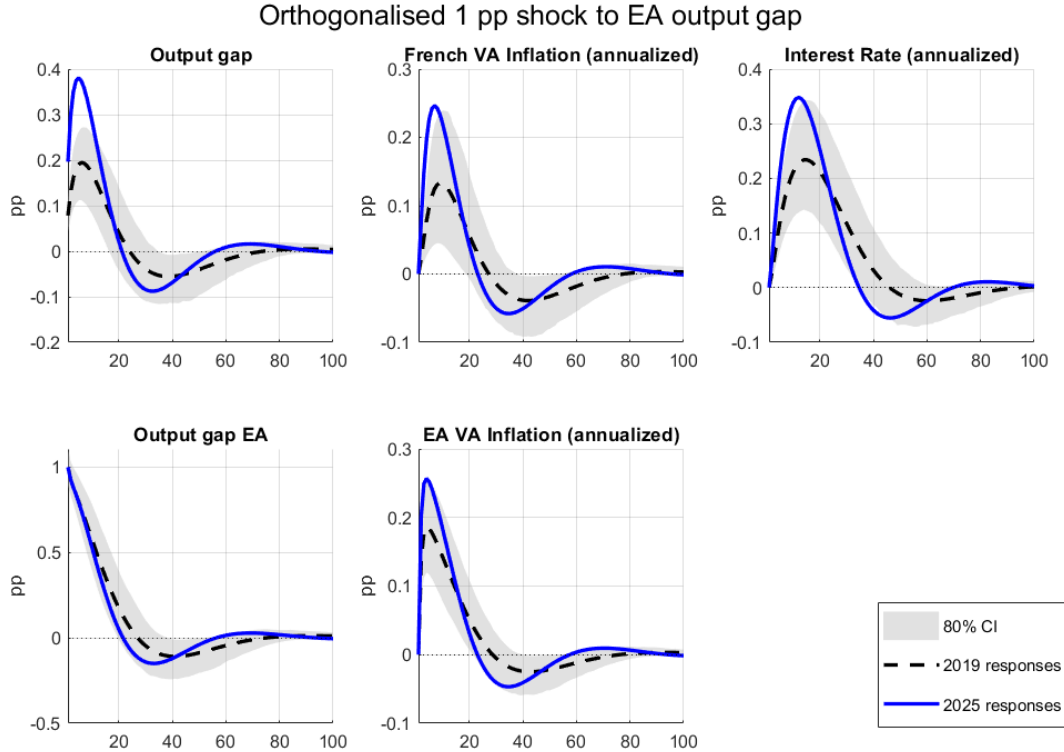 Orthogonalised 1 pp shock to EA output gap
Output gap
0.4
0.3
0.2
0.1
0
-0.1
-0.2
pp
20 40 60 80 100
French VA Inflation (annualized)
0.3
0.2
0.1
0
-0.1
pp
20 40 60 80 100
Interest Rate (annualized)
0.4
0.3
0.2
0.1
0
-0.1
pp
20 40 60 80 100
Output gap EA
1
0.5
0
-0.5
pp
20 40 60 80 100
EA VA Inflation (annualized)
0.3
0.2
0.1
0
-0.1
pp
20 40 60 80 100
80% CI
2019 responses
2025 responses